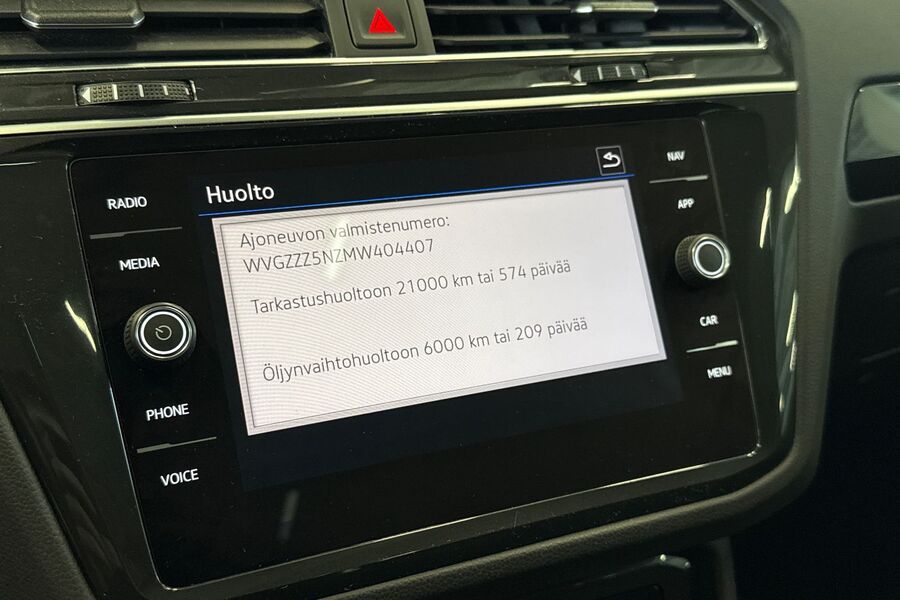 RADIO
MEDIA
PHONE
VOICE
Huolto
Ajoneuvon valmistenumero:
WVGZZZ5NZMW404407
Tarkastushuoltoon 21000 km tai 574 päivää
Öljynvaihtohuoltoon 6000 km tai 209 päivää
NAV
APP
CAR
MENU